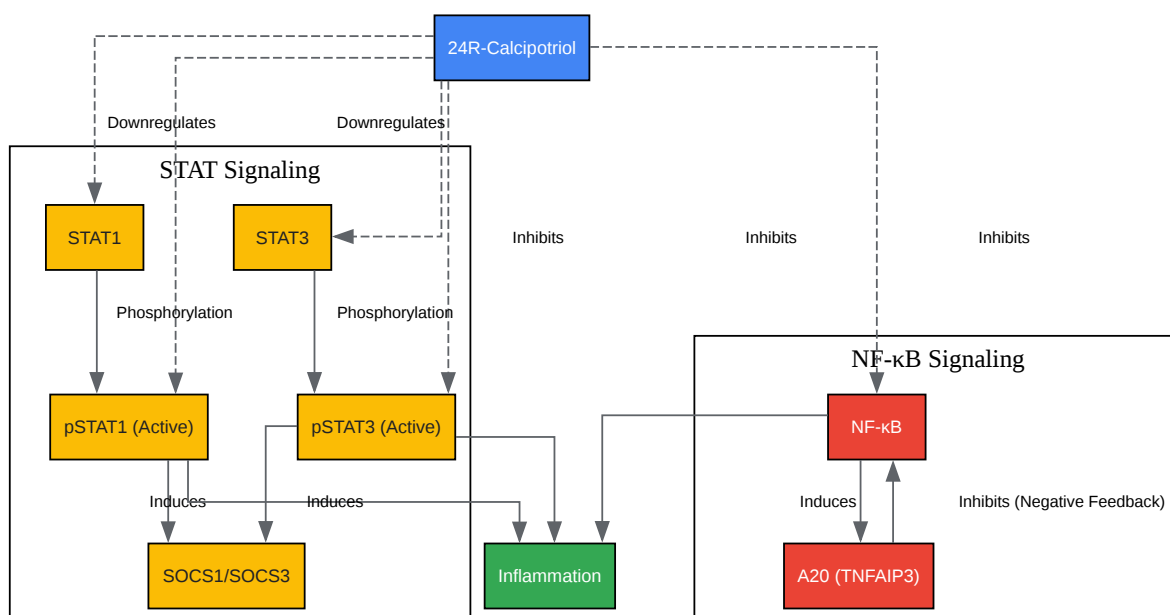 24R-Calcipotriol
Downregulates
Downregulates
STAT Signaling
STAT1
STAT3
Inhibits
Inhibits
Inhibits
Phosphorylation
Phosphorylation
NF-κB Signaling
pSTAT1 (Active)
pSTAT3 (Active)
NF-κB
Induces
Induces
Induces
Inhibits (Negative Feedback)
SOCS1/SOCS3
Inflammation
A20 (TNFAIP3)